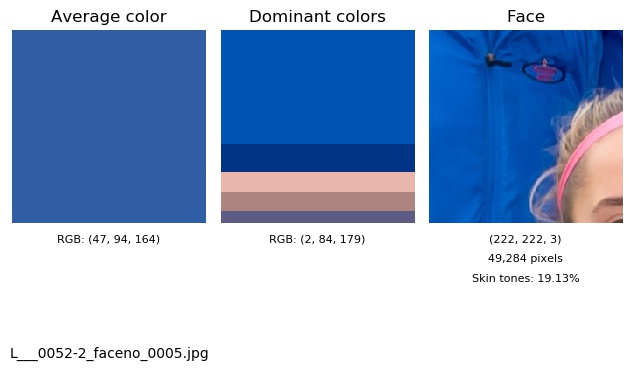 Average color
Dominant colors
Face
RGB: (47, 94, 164)
RGB: (2, 84, 179)
(222, 222, 3)
49,284 pixels
Skin tones: 19.13%
L___0052-2_faceno_0005.jpg